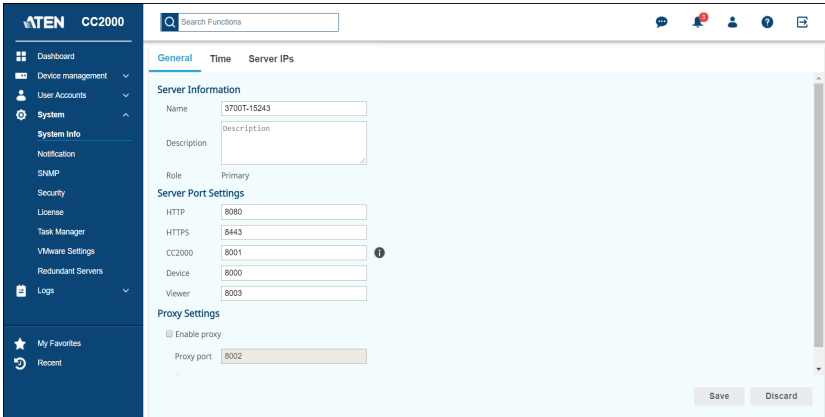 ATEN CC2000
Search Functions
3
?
Dashboard
Device management
User Accounts
System
System Info
Notification
SNMP
Security
License
Task Manager
VMware Settings
Redundant Servers
Logs
My Favorites
Recent
General Time Server IPs
Server Information
Name 3700T-15243
Description Description
Role Primary
Server Port Settings
HTTP 8080
HTTPS 8443
CC2000 8001 i
Device 8000
Viewer 8003
Proxy Settings
Enable proxy
Proxy port 8002
Save Discard